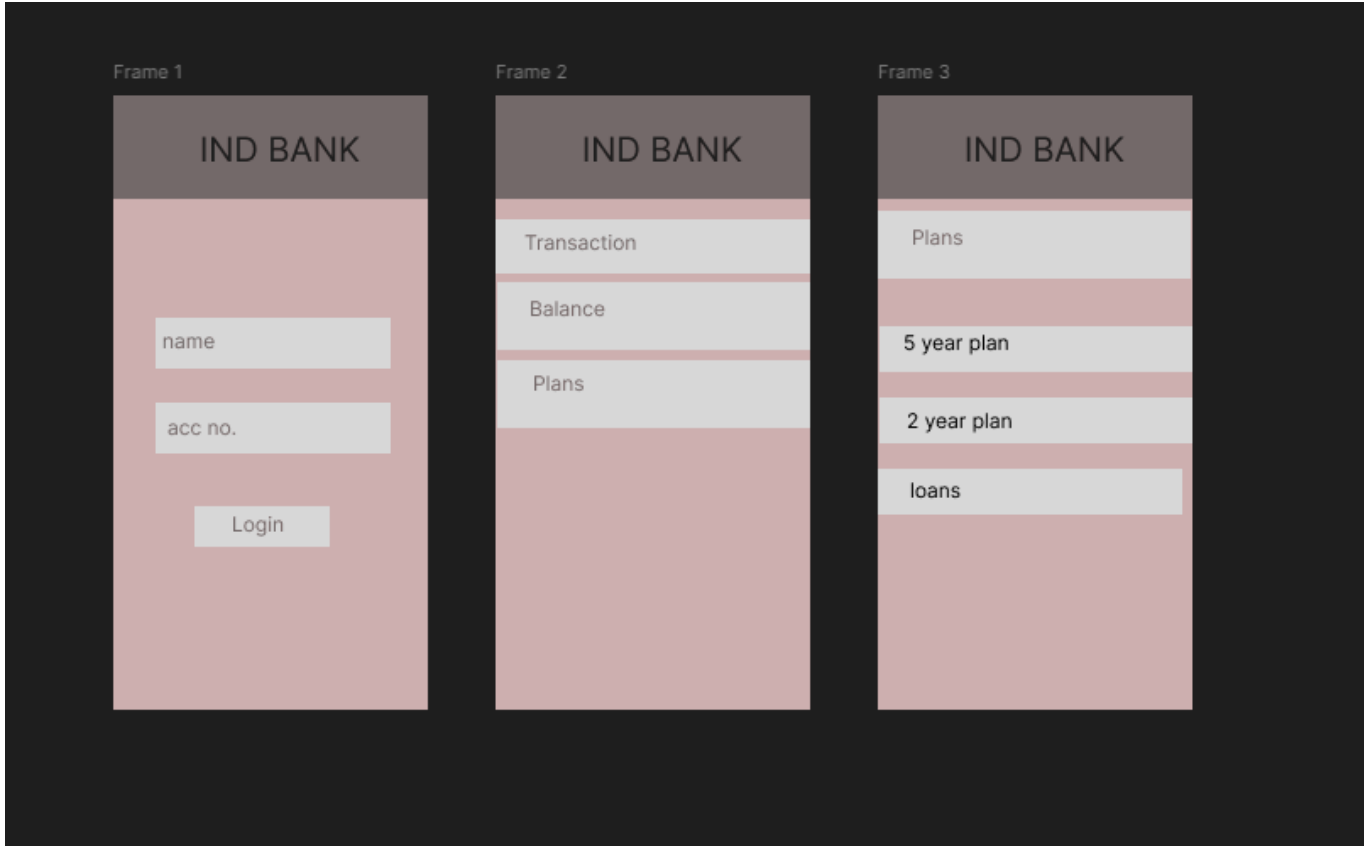 Frame 1
IND BANK
name
acc no.
Login
Frame 2
IND BANK
Transaction
Balance
Plans
Frame 3
IND BANK
Plans
5 year plan
2 year plan
loans